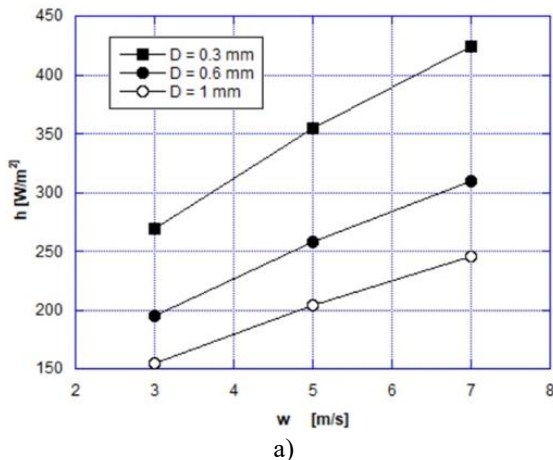 450
400
350
300
250
200
150
h [W/m²]
D = 0.3 mm
D = 0.6 mm
D = 1 mm
2 3 4 5 6 7 8
w [m/s]
a)